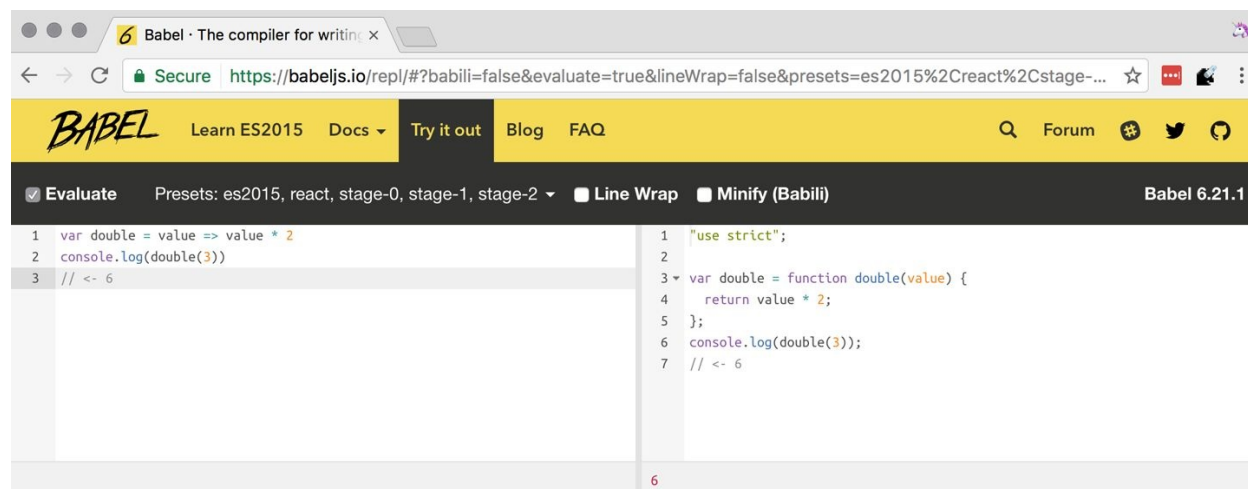 6 Babel · The compiler for writing
Secure https://babeljs.io/repl/#?babili=false&evaluate=true&lineWrap=false&presets=es2015%2Creact%2Cstage-...
BABEL Learn ES2015 Docs Try it out Blog FAQ Forum
Evaluate Presets: es2015, react, stage-0, stage-1, stage-2 Line Wrap Minify (Babili) Babel 6.21.1
1 var double = value => value * 2
2 console.log(double(3))
3 // <- 6
1 "use strict";
2
3 var double = function double(value) {
4 return value * 2;
5 };
6 console.log(double(3));
7 // <- 6
6